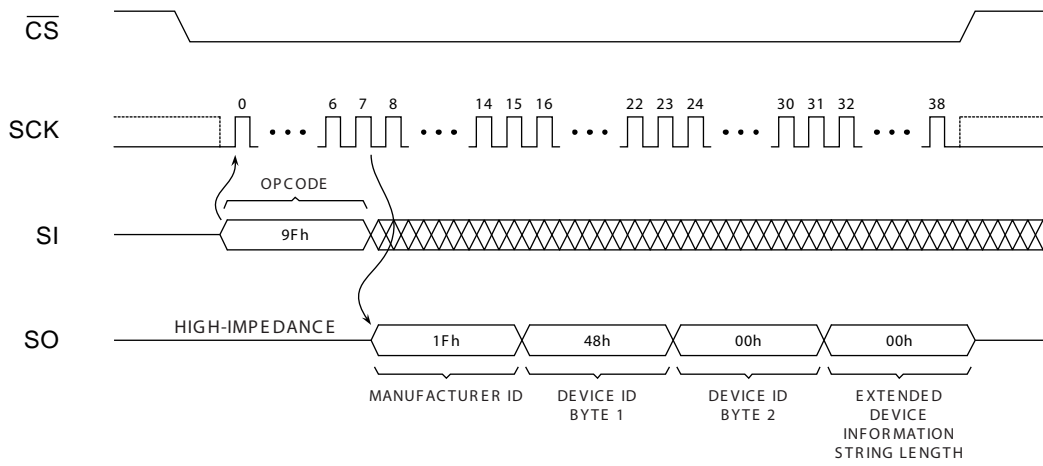 CS
SCK
0 6 7 8 14 15 16 22 23 24 30 31 32 38
OPCODE
SI
9Fh
HIGH-IMPEDANCE
SO
1Fh 48h 00h 00h
MANUFACTURER ID
DEVICE ID
BYTE 1
DEVICE ID
BYTE 2
EXTENDED
DEVICE
INFORMATION
STRING LENGTH